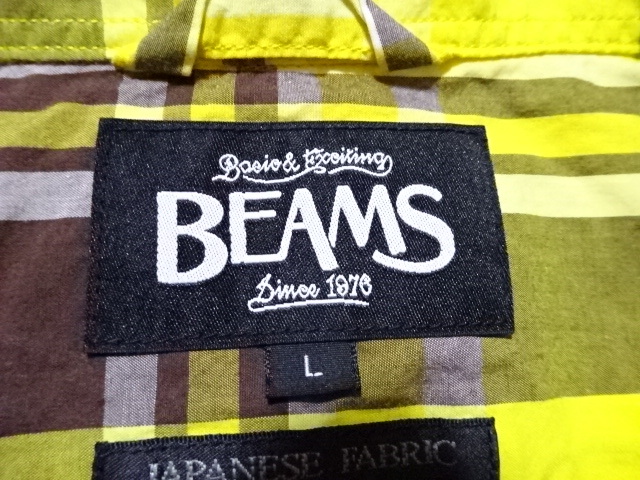 Basic & Exciting
BEAMS
Since 1976
L
JAPANESE FABRIC